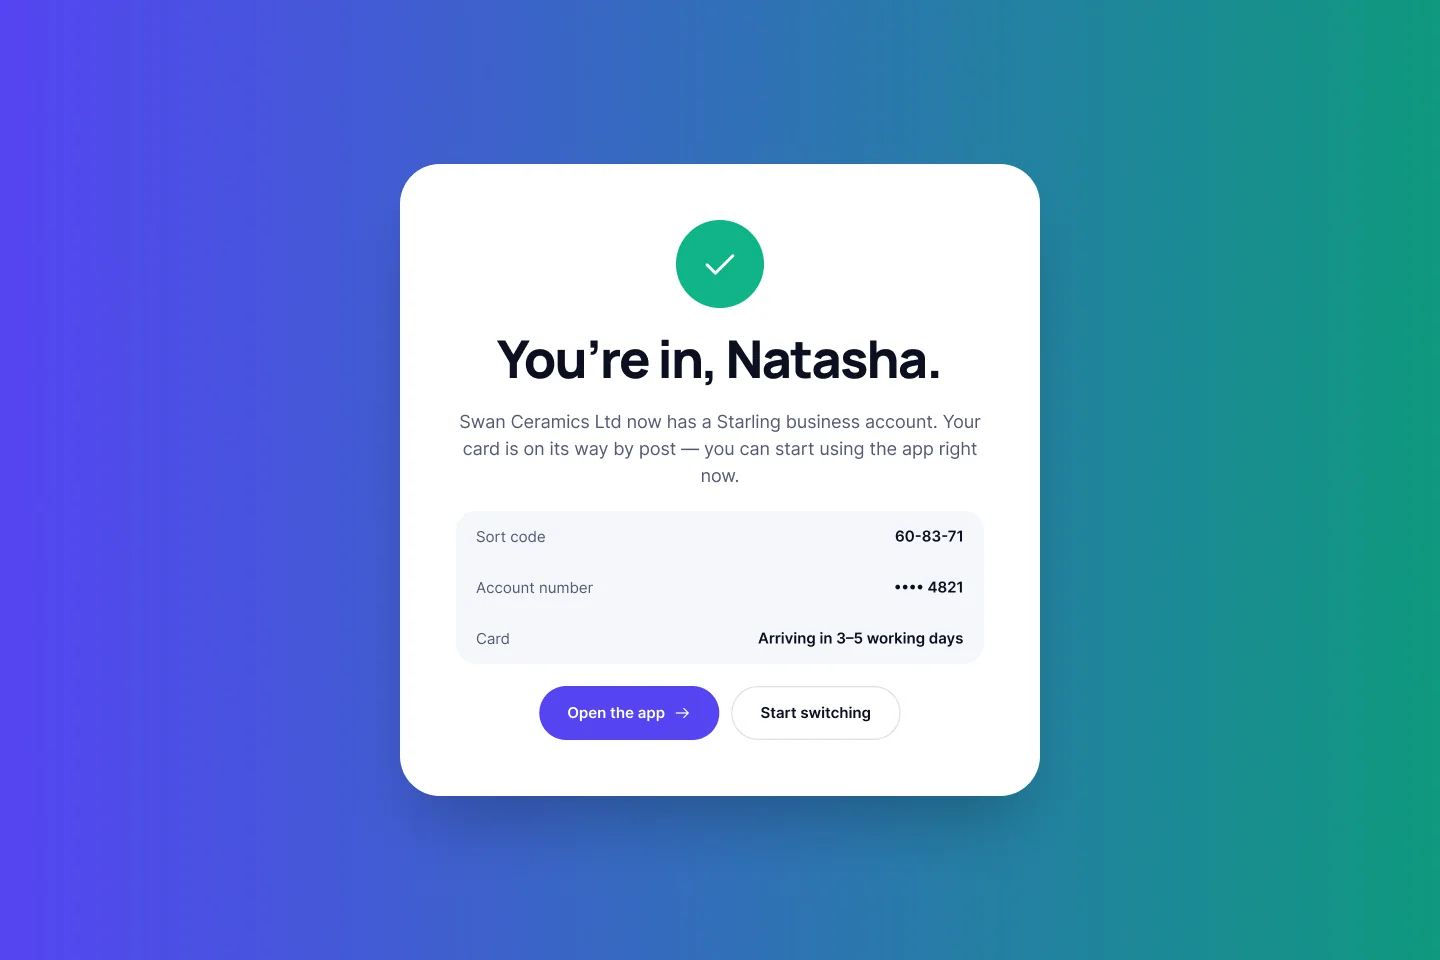 You’re in, Natasha.
Swan Ceramics Ltd now has a Starling business account. Your
card is on its way by post — you can start using the app right
now.
Sort code 60-83-71
Account number •••• 4821
Card Arriving in 3–5 working days
Open the app → Start switching